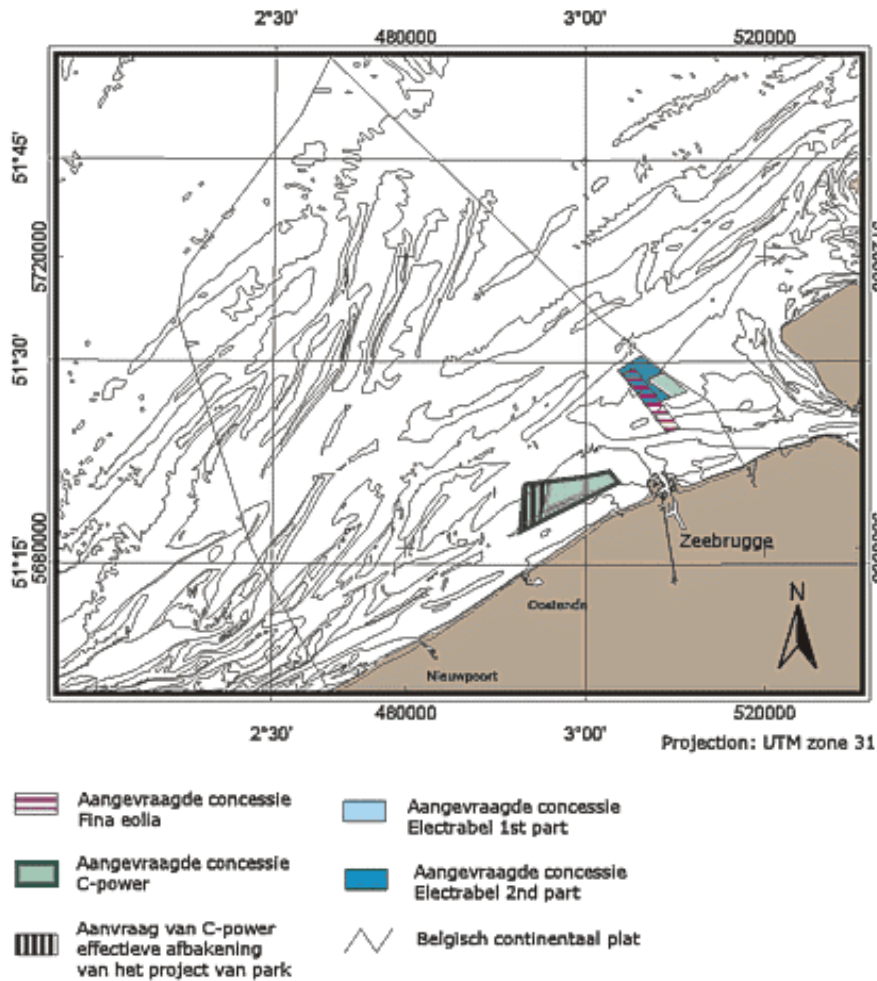 2°30' 3°00'
480000 520000
51°45'
5720000
51°30'
51°15'
5680000
Zeebrugge
Oostende
Nieuwpoort
N
480000 520000
2°30' 3°00'
Projection: UTM zone 31
Aangevraagde concessie
Fina eolia
Aangevraagde concessie
C-power
Aanvraag van C-power
effectieve afbakening
van het project van park
Aangevraagde concessie
Electrabel 1st part
Aangevraagde concessie
Electrabel 2nd part
Belgisch continentaal plat